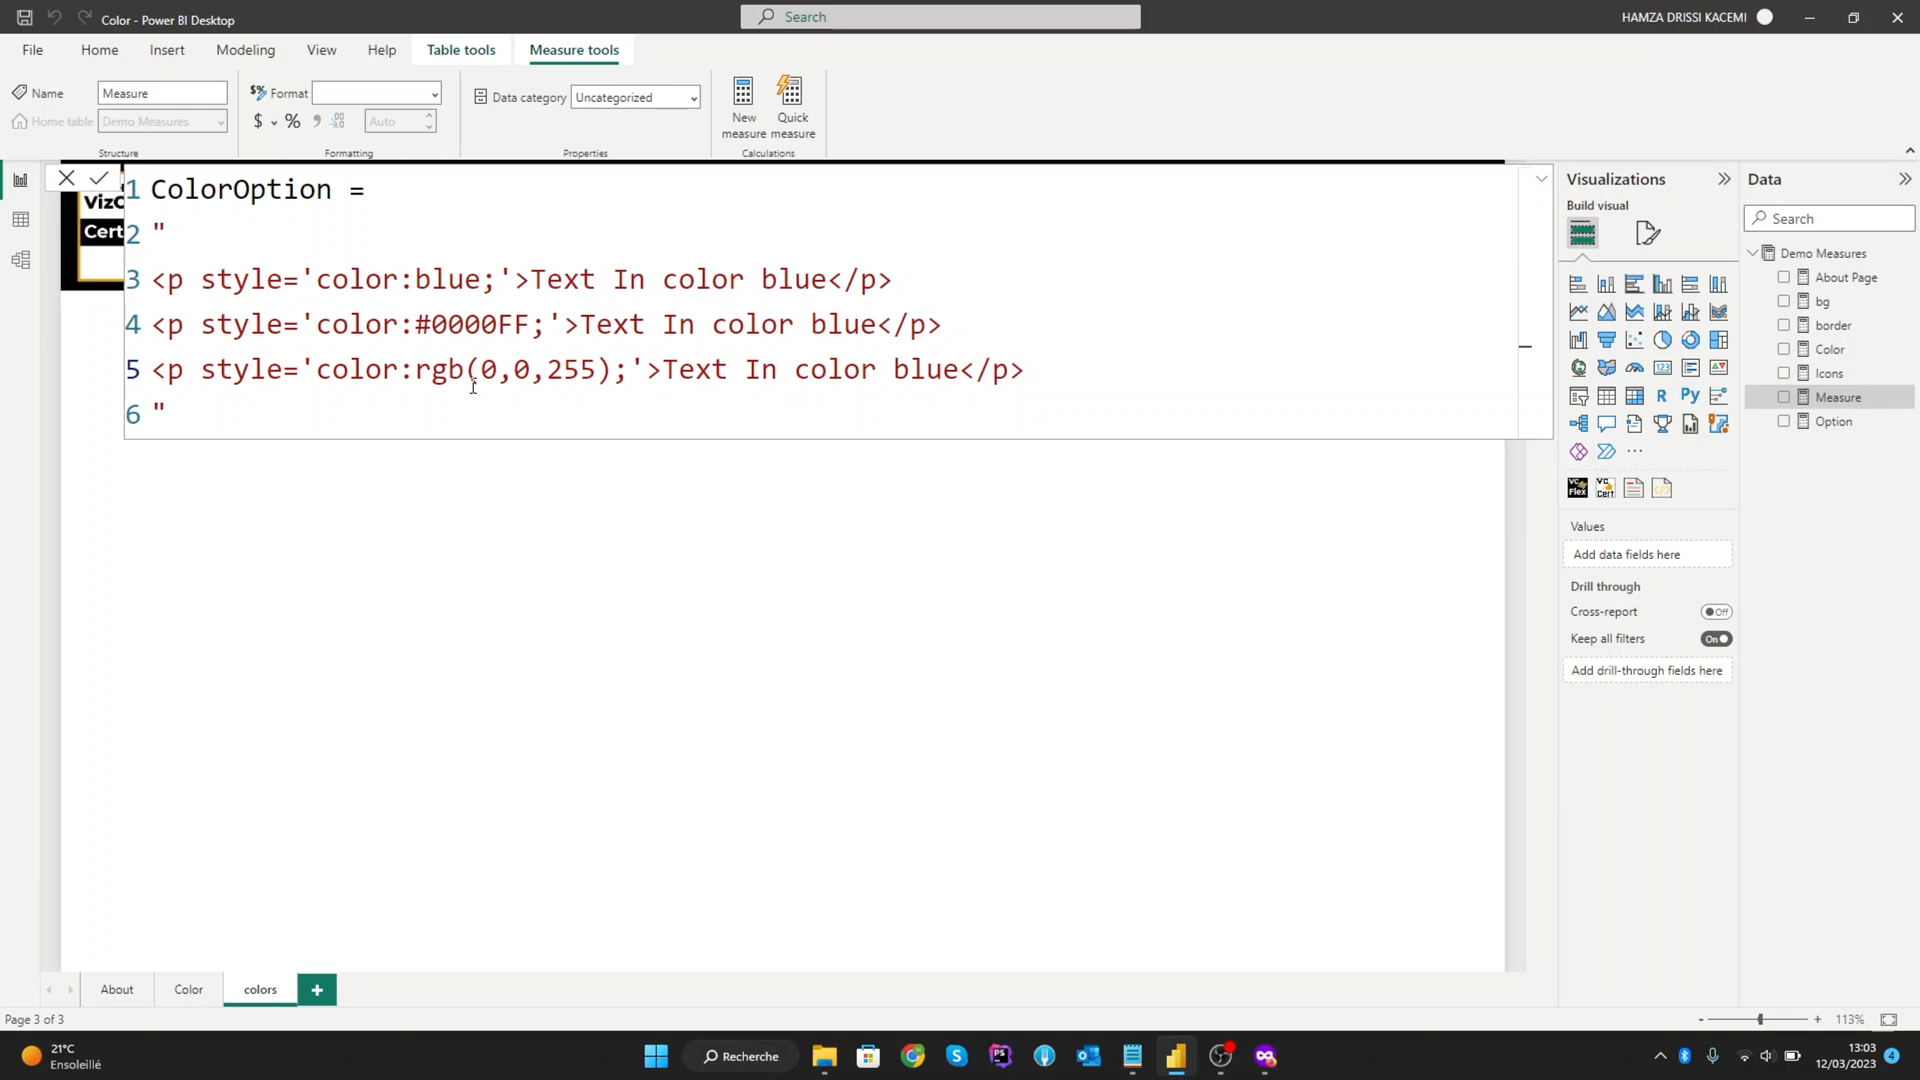 Color - Power BI Desktop
Search
HAMZA DRISSI KACEMI
File Home Insert Modeling View Help Table tools Measure tools
Name Measure
Home table Demo Measures
Structure
Format
$ % Auto
Formatting
Data category Uncategorized
Properties
New measure
Quick measure
Calculations
VizC
Cert
1 ColorOption =
2 "
3 <p style='color:blue;'>Text In color blue</p>
4 <p style='color:#0000FF;'>Text In color blue</p>
5 <p style='color:rgb(0,0,255);'>Text In color blue</p>
6 "
Visualizations
Build visual
R Py
VC Flex
VC Cert
Values
Add data fields here
Drill through
Cross-report Off
Keep all filters On
Add drill-through fields here
Data
Search
Demo Measures
About Page
bg
border
Color
Icons
Measure
Option
About Color colors +
Page 3 of 3
- + 113%
21°C
Ensoleillé
Recherche
PS
13:03
12/03/2023
4